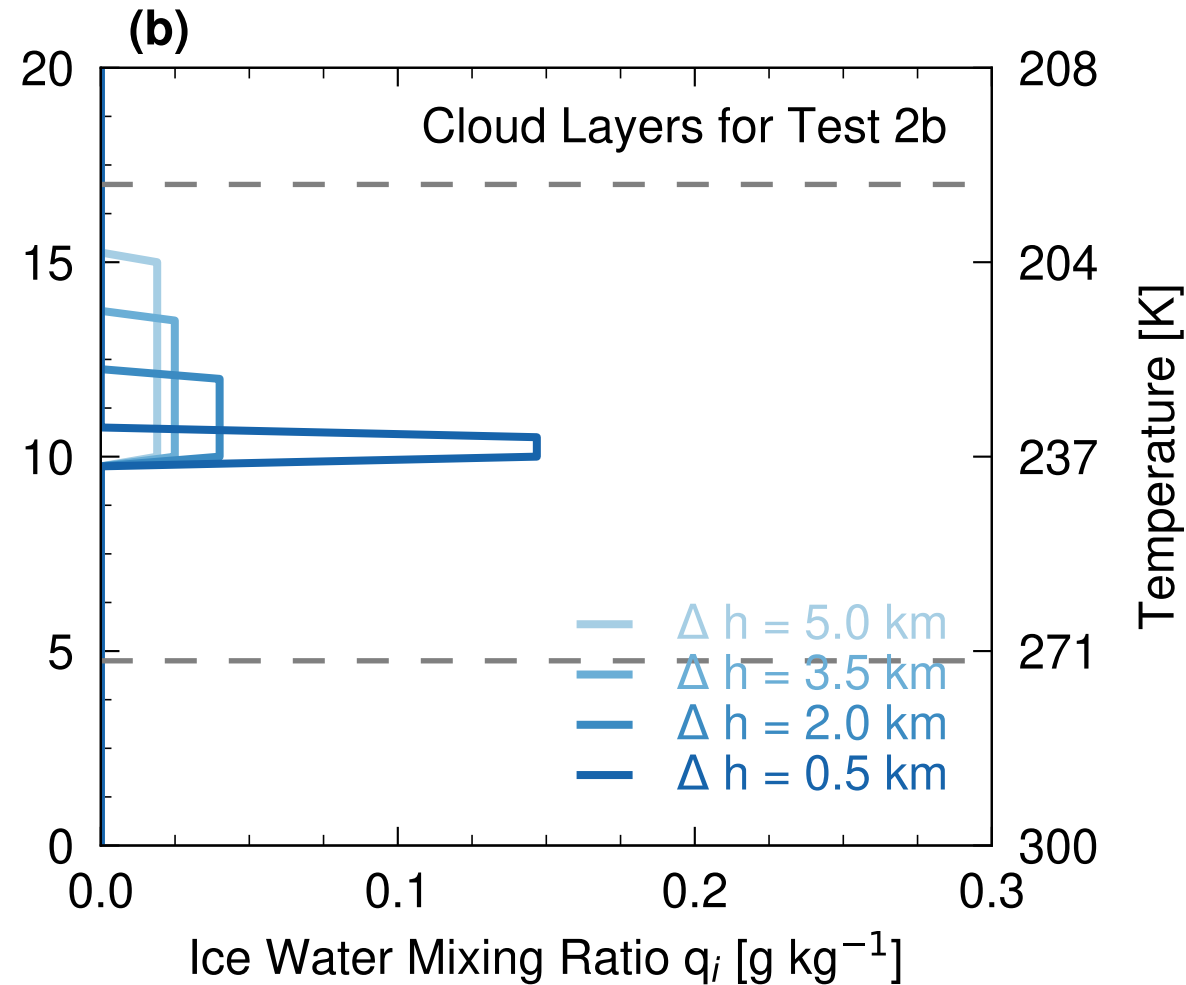 (b)
20
208
Cloud Layers for Test 2b
15
204
10
237
Temperature [K]
Δ h = 5.0 km
5
271
Δ h = 3.5 km
Δ h = 2.0 km
Δ h = 0.5 km
0
300
0.0 0.1 0.2 0.3
Ice Water Mixing Ratio qᵢ [g kg⁻¹]